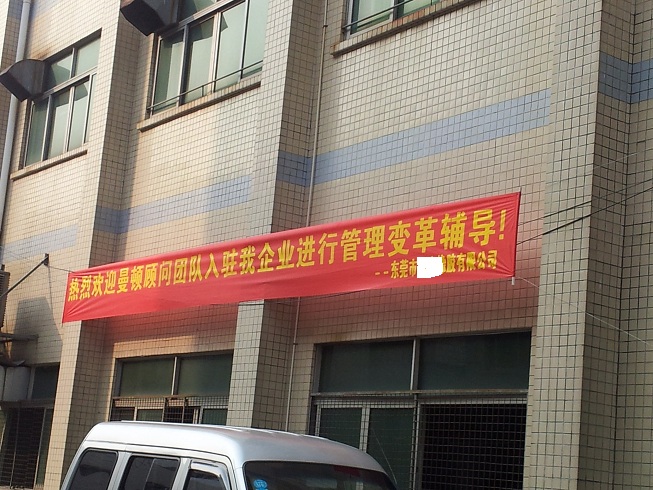 热烈欢迎曼顿顾问团队入驻我企业进行管理变革辅导!
--东莞市 胶有限公司